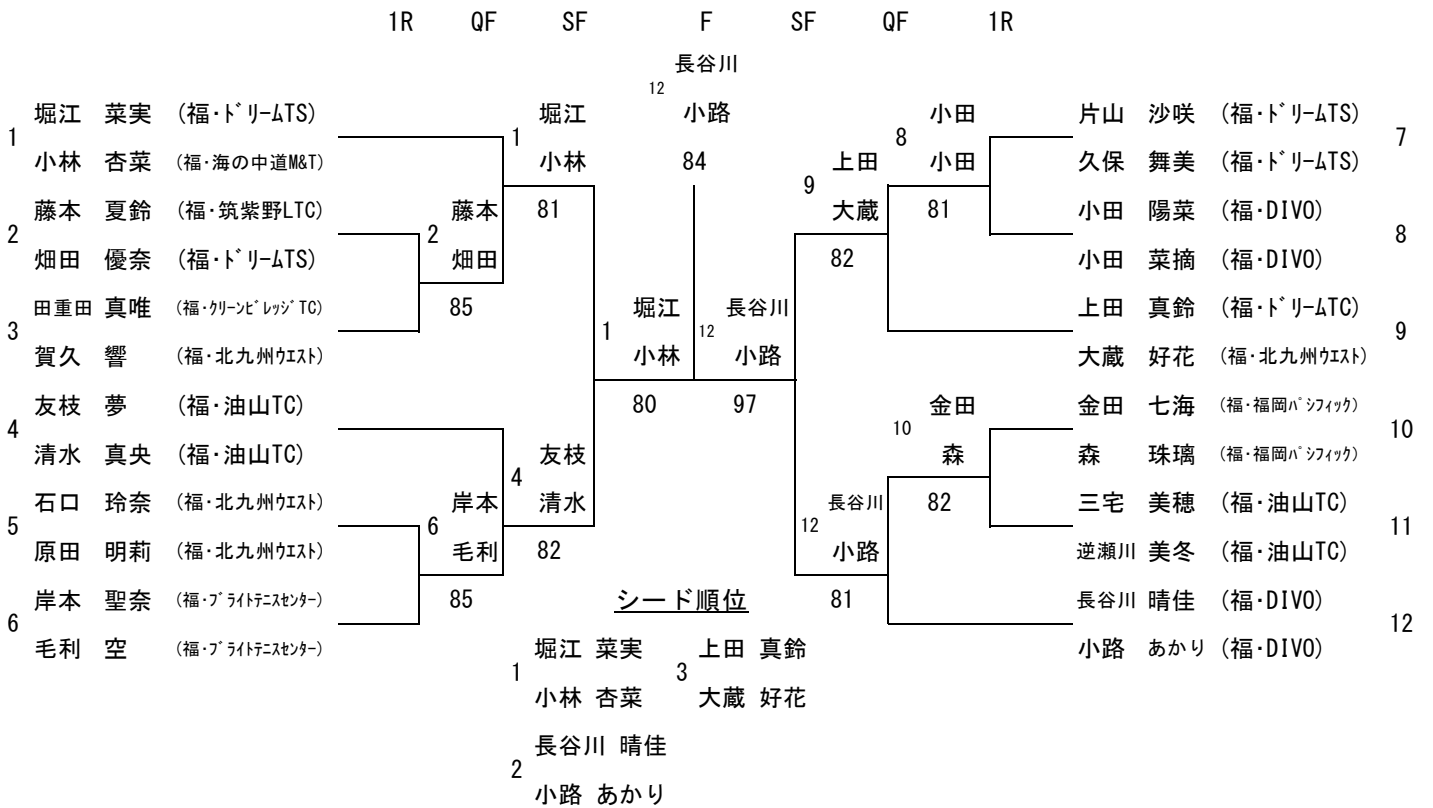 1R QF SF F SF QF 1R
長谷川
12
堀江 菜実 (福・ドリームTS) 堀江 小路 小田 片山 沙咲 (福・ドリームTS)
1 1 8 7
小林 杏菜 (福・海の中道M&T) 小林 84 上田 小田 久保 舞美 (福・ドリームTS)
9
藤本 夏鈴 (福・筑紫野LTC) 藤本 81 大蔵 81 小田 陽菜 (福・DIVO)
2 2 8
畑田 優奈 (福・ドリームTS) 畑田 82 小田 菜摘 (福・DIVO)
田重田 真唯 (福・クリーンビレッジTC) 85 堀江 長谷川 上田 真鈴 (福・ドリームTC)
3 1 12 9
賀久 響 (福・北九州ウエスト) 小林 小路 大蔵 好花 (福・北九州ウエスト)
友枝 夢 (福・油山TC) 80 97 金田 金田 七海 (福・福岡パシフィック)
4 10 10
清水 真央 (福・油山TC) 友枝 森 森 珠璃 (福・福岡パシフィック)
4
石口 玲奈 (福・北九州ウエスト) 岸本 清水 長谷川 82 三宅 美穂 (福・油山TC)
5 6 12 11
原田 明莉 (福・北九州ウエスト) 毛利 82 小路 逆瀬川 美冬 (福・油山TC)
岸本 聖奈 (福・ブライトテニスセンター) 85 シード順位 81 長谷川 晴佳 (福・DIVO)
6 12
毛利 空 (福・ブライトテニスセンター) 堀江 菜実 上田 真鈴 小路 あかり (福・DIVO)
1 3
小林 杏菜 大蔵 好花
長谷川 晴佳
2
小路 あかり